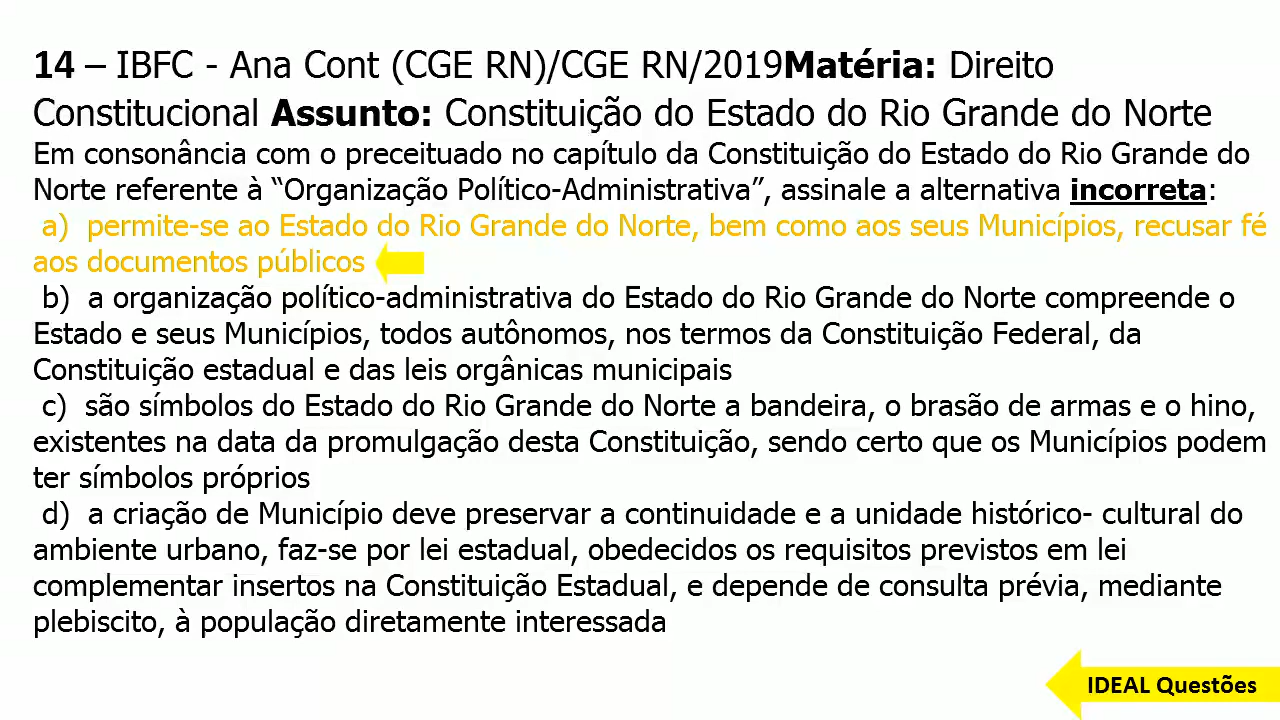 14 – IBFC - Ana Cont (CGE RN)/CGE RN/2019Matéria: Direito
Constitucional Assunto: Constituição do Estado do Rio Grande do Norte
Em consonância com o preceituado no capítulo da Constituição do Estado do Rio Grande do
Norte referente à “Organização Político-Administrativa”, assinale a alternativa incorreta:
a) permite-se ao Estado do Rio Grande do Norte, bem como aos seus Municípios, recusar fé
aos documentos públicos
b) a organização político-administrativa do Estado do Rio Grande do Norte compreende o
Estado e seus Municípios, todos autônomos, nos termos da Constituição Federal, da
Constituição estadual e das leis orgânicas municipais
c) são símbolos do Estado do Rio Grande do Norte a bandeira, o brasão de armas e o hino,
existentes na data da promulgação desta Constituição, sendo certo que os Municípios podem
ter símbolos próprios
d) a criação de Município deve preservar a continuidade e a unidade histórico- cultural do
ambiente urbano, faz-se por lei estadual, obedecidos os requisitos previstos em lei
complementar insertos na Constituição Estadual, e depende de consulta prévia, mediante
plebiscito, à população diretamente interessada
IDEAL Questões